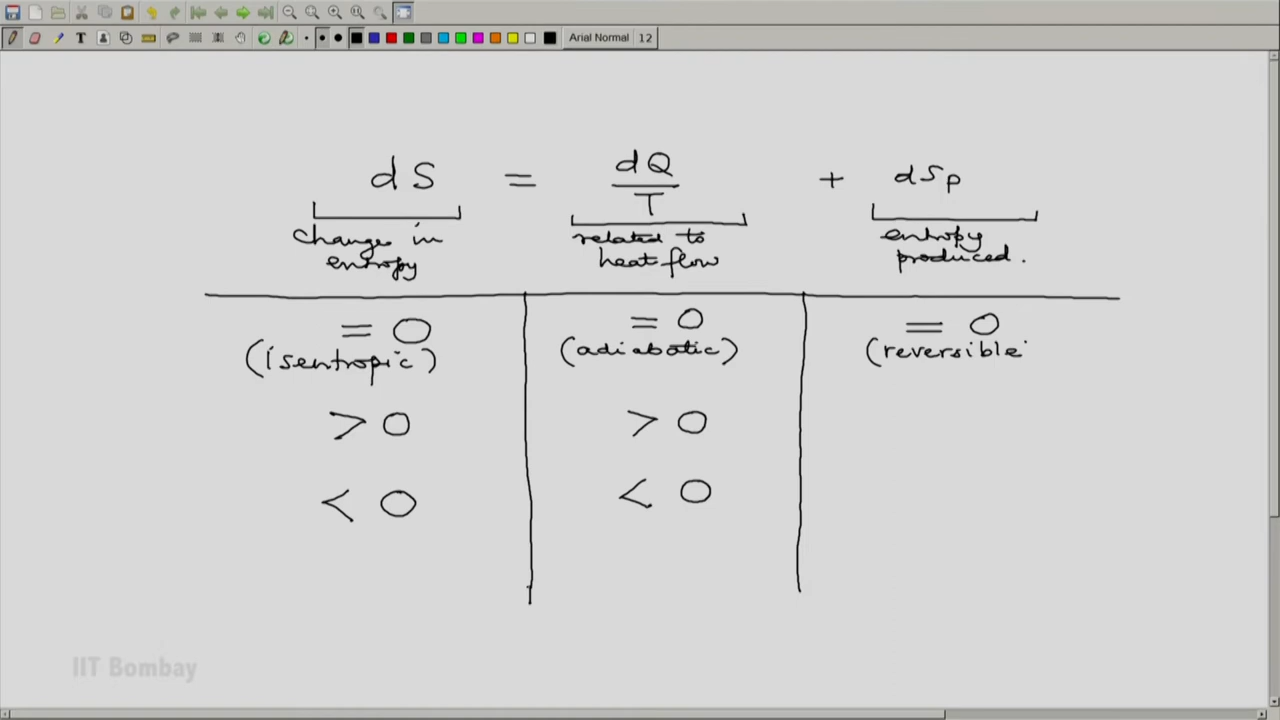 Arial Normal 12
dS = dQ/T + dSp
changes in entropy
related to heat flow
entropy produced.
= 0 = 0 = 0
(isentropic) (adiabatic) (reversible
> 0 > 0
< 0 < 0
IIT Bombay